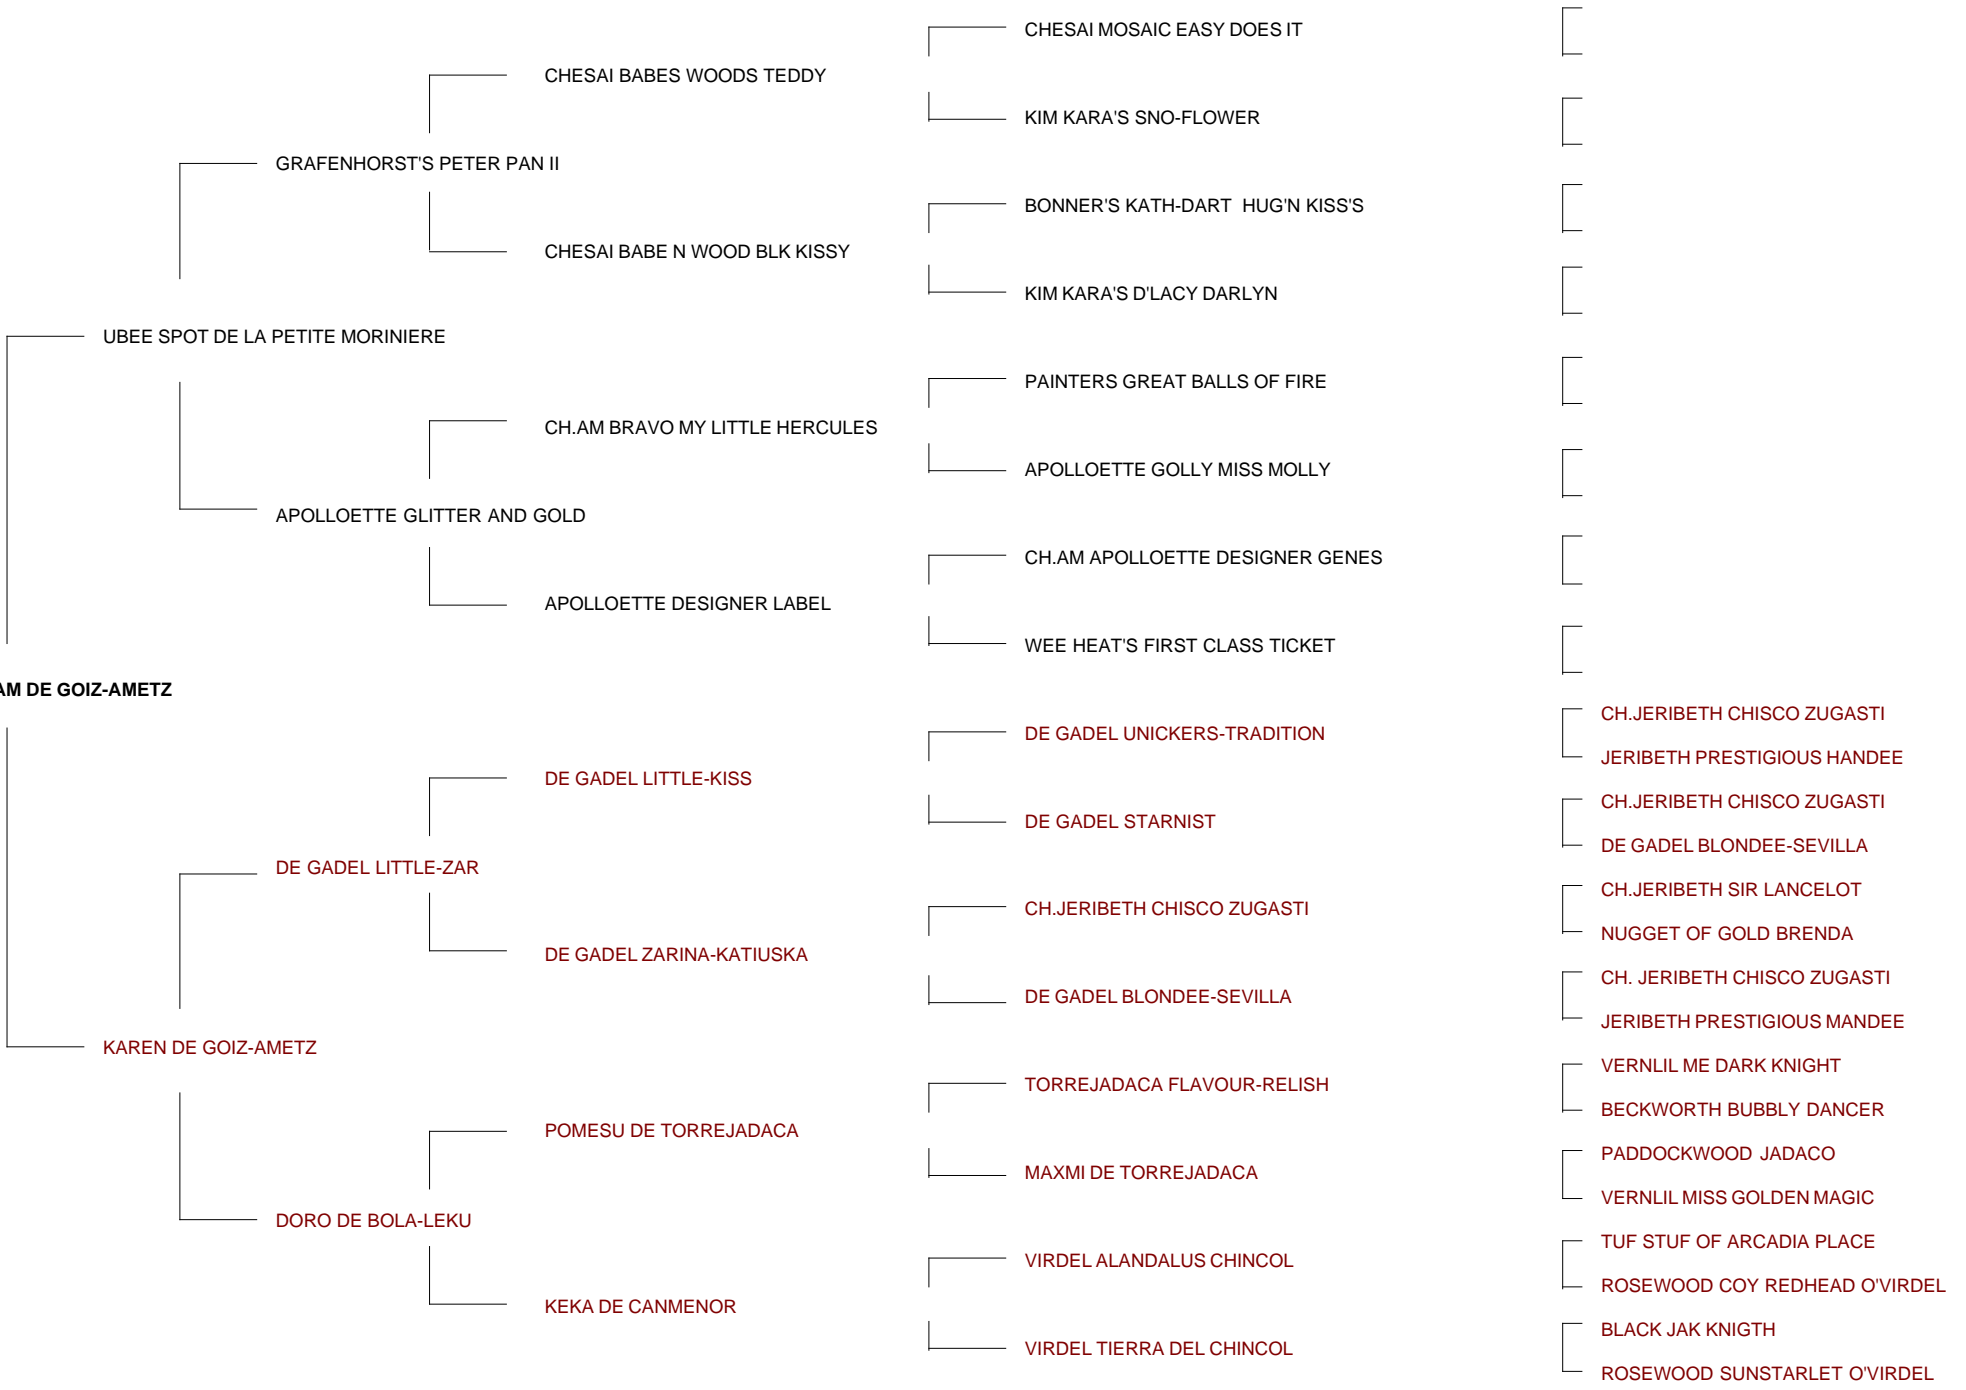 CHESAI MOSAIC EASY DOES IT
CHESAI BABES WOODS TEDDY
KIM KARA'S SNO-FLOWER
GRAFENHORST'S PETER PAN II
BONNER'S KATH-DART HUG'N KISS'S
CHESAI BABE N WOOD BLK KISSY
KIM KARA'S D'LACY DARLYN
UBEE SPOT DE LA PETITE MORINIERE
PAINTERS GREAT BALLS OF FIRE
CH.AM BRAVO MY LITTLE HERCULES
APOLLOETTE GOLLY MISS MOLLY
APOLLOETTE GLITTER AND GOLD
CH.AM APOLLOETTE DESIGNER GENES
APOLLOETTE DESIGNER LABEL
WEE HEAT'S FIRST CLASS TICKET
AM DE GOIZ-AMETZ
CH.JERIBETH CHISCO ZUGASTI
DE GADEL UNICKERS-TRADITION
JERIBETH PRESTIGIOUS HANDEE
DE GADEL LITTLE-KISS
CH.JERIBETH CHISCO ZUGASTI
DE GADEL STARNIST
DE GADEL BLONDEE-SEVILLA
DE GADEL LITTLE-ZAR
CH.JERIBETH SIR LANCELOT
CH.JERIBETH CHISCO ZUGASTI
NUGGET OF GOLD BRENDA
DE GADEL ZARINA-KATIUSKA
CH. JERIBETH CHISCO ZUGASTI
DE GADEL BLONDEE-SEVILLA
JERIBETH PRESTIGIOUS MANDEE
KAREN DE GOIZ-AMETZ
VERNLIL ME DARK KNIGHT
TORREJADACA FLAVOUR-RELISH
BECKWORTH BUBBLY DANCER
POMESU DE TORREJADACA
PADDOCKWOOD JADACO
MAXMI DE TORREJADACA
VERNLIL MISS GOLDEN MAGIC
DORO DE BOLA-LEKU
TUF STUF OF ARCADIA PLACE
VIRDEL ALANDALUS CHINCOL
ROSEWOOD COY REDHEAD O'VIRDEL
KEKA DE CANMENOR
BLACK JAK KNIGTH
VIRDEL TIERRA DEL CHINCOL
ROSEWOOD SUNSTARLET O'VIRDEL